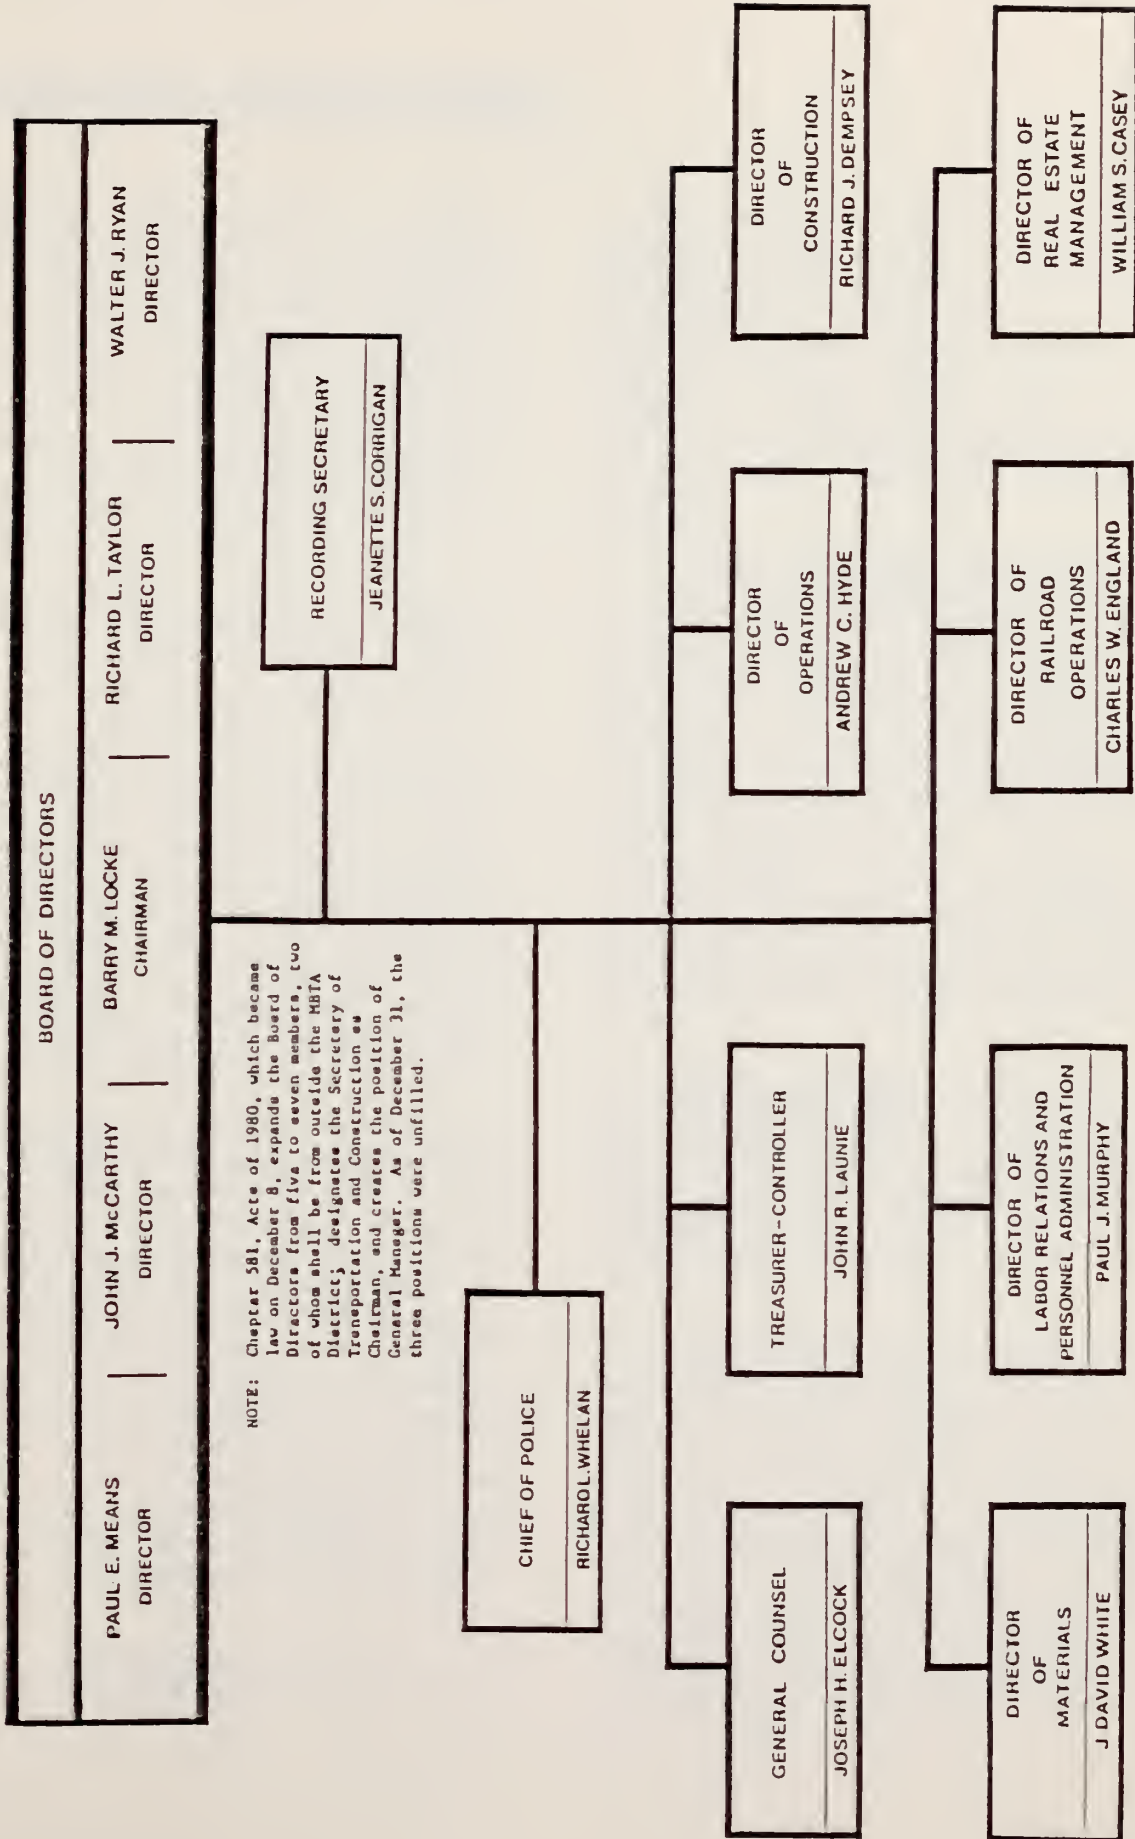 BOARD OF DIRECTORS
PAUL E. MEANS
DIRECTOR
JOHN J. McCARTHY
DIRECTOR
BARRY M. LOCKE
CHAIRMAN
RICHARD L. TAYLOR
DIRECTOR
WALTER J. RYAN
DIRECTOR
NOTE: Chapter 581, Acts of 1980, which became
law on December 8, expands the Board of
Directors from five to seven members, two
of whom shall be from outside the MBTA
District; designates the Secretary of
Transportation and Construction as
Chairman, and creates the position of
General Manager. As of December 31, the
three positions were unfilled.
RECORDING SECRETARY
JEANETTE S. CORRIGAN
CHIEF OF POLICE
RICHARD L. WHELAN
GENERAL COUNSEL
JOSEPH H. ELCOCK
TREASURER-CONTROLLER
JOHN R. LAUNIE
DIRECTOR
OF
OPERATIONS
ANDREW C. HYDE
DIRECTOR
OF
CONSTRUCTION
RICHARD J. DEMPSEY
DIRECTOR
OF
MATERIALS
J DAVID WHITE
DIRECTOR OF
LABOR RELATIONS AND
PERSONNEL ADMINISTRATION
PAUL J. MURPHY
DIRECTOR OF
RAILROAD
OPERATIONS
CHARLES W. ENGLAND
DIRECTOR OF
REAL ESTATE
MANAGEMENT
WILLIAM S. CASEY